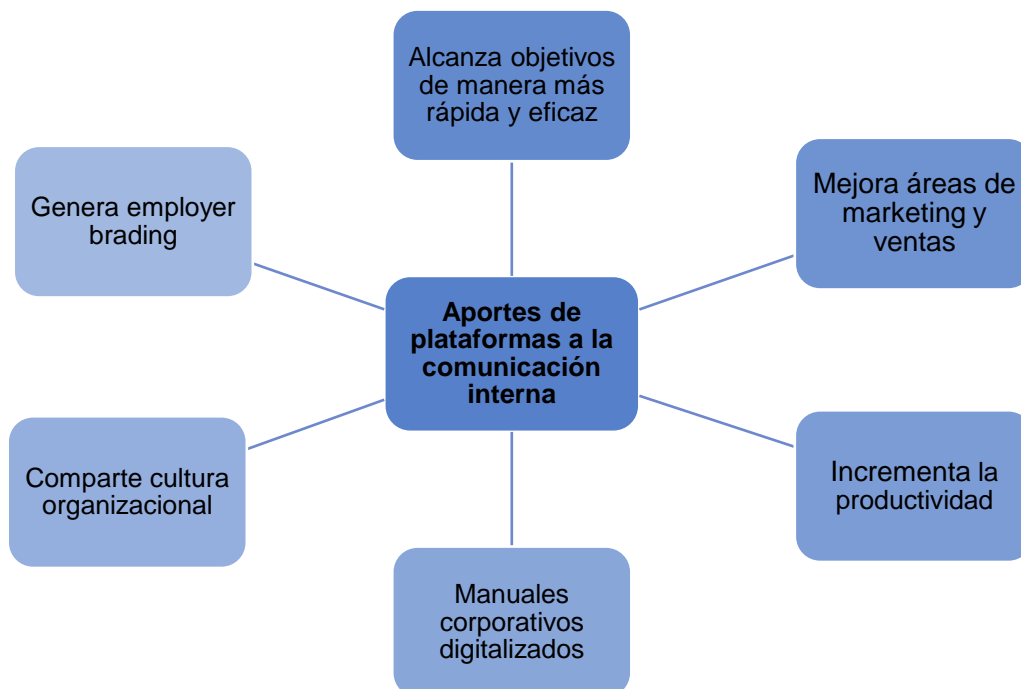 Alcanza objetivos
de manera más
rápida y eficaz
Mejora áreas de
marketing y
ventas
Genera employer
brading
Aportes de
plataformas a la
comunicación
interna
Comparte cultura
organizacional
Incrementa la
productividad
Manuales
corporativos
digitalizados